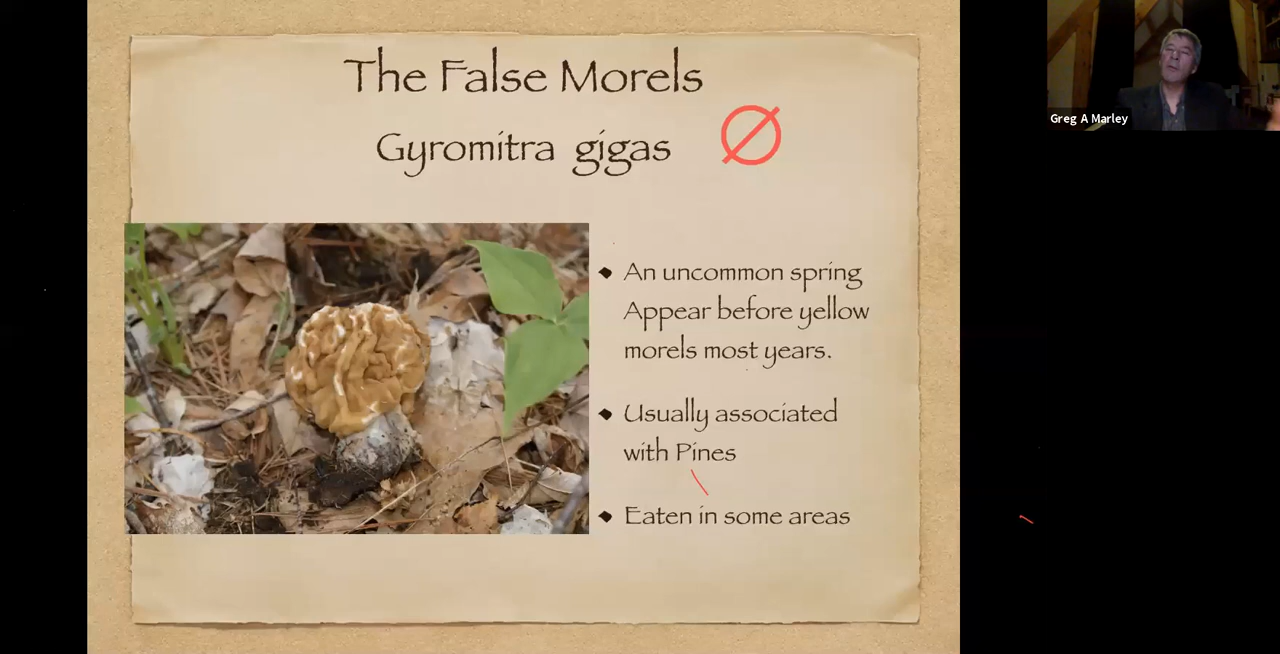 The False Morels
Gyromitra gigas
An uncommon spring
Appear before yellow
morels most years.
Usually associated
with Pines
Eaten in some areas
Greg A Marley